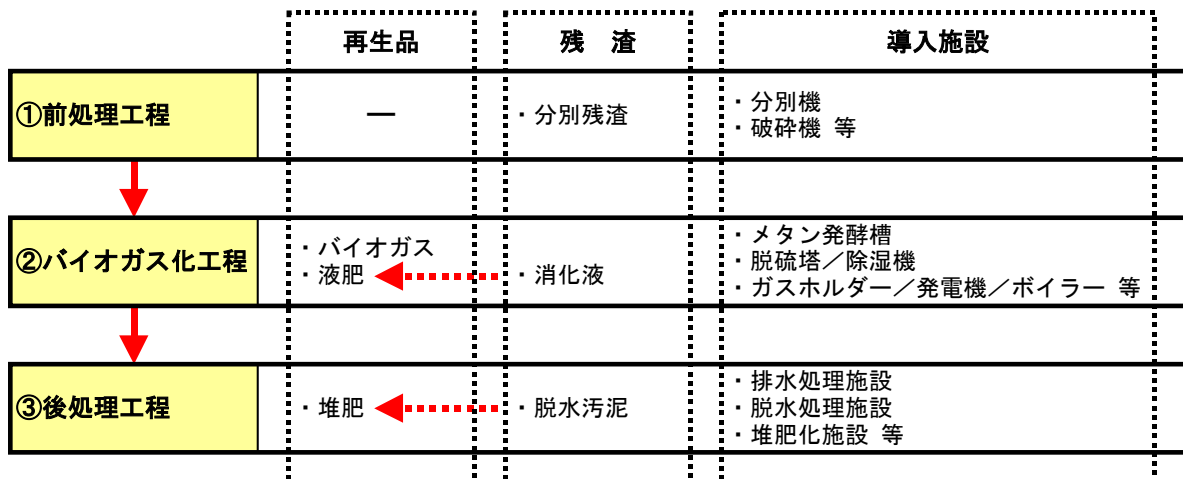 再生品 残　渣 導入施設
①前処理工程 ― ・分別残渣 ・分別機
・破砕機 等
②バイオガス化工程 ・バイオガス ・メタン発酵槽
・液肥 ・消化液 ・脱硫塔／除湿機
・ガスホルダー／発電機／ボイラー 等
③後処理工程 ・堆肥 ・脱水汚泥 ・排水処理施設
・脱水処理施設
・堆肥化施設 等